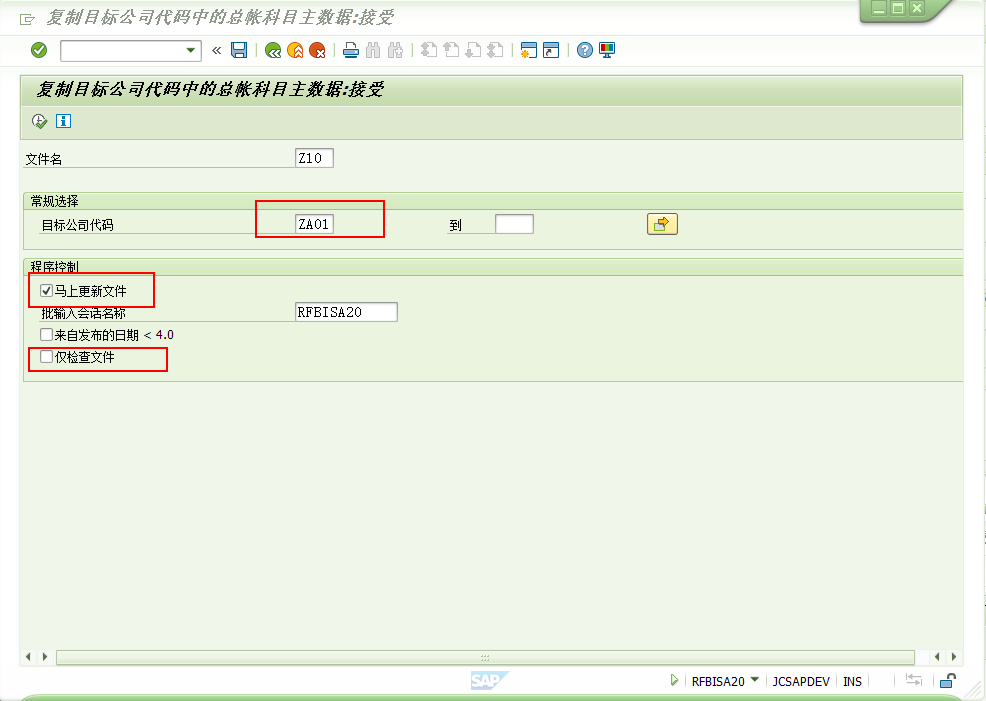 复制目标公司代码中的总帐科目主数据:接受
复制目标公司代码中的总帐科目主数据:接受
文件名 Z10
常规选择
目标公司代码 ZA01 到
程序控制
马上更新文件
批输入会话名称 RFBISA20
来自发布的日期 < 4.0
仅检查文件
SAP RFBISA20 JCSAPDEV INS